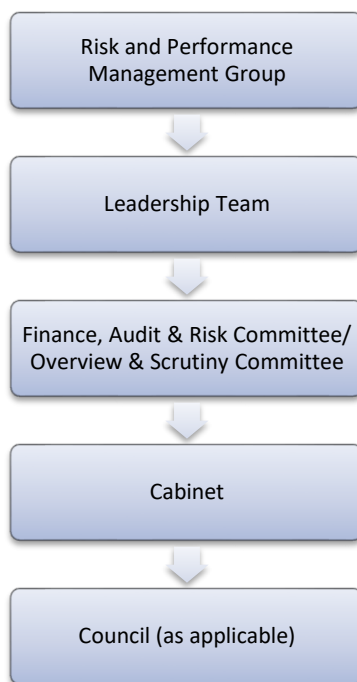 Risk and Performance
Management Group
Leadership Team
Finance, Audit & Risk Committee/
Overview & Scrutiny Committee
Cabinet
Council (as applicable)